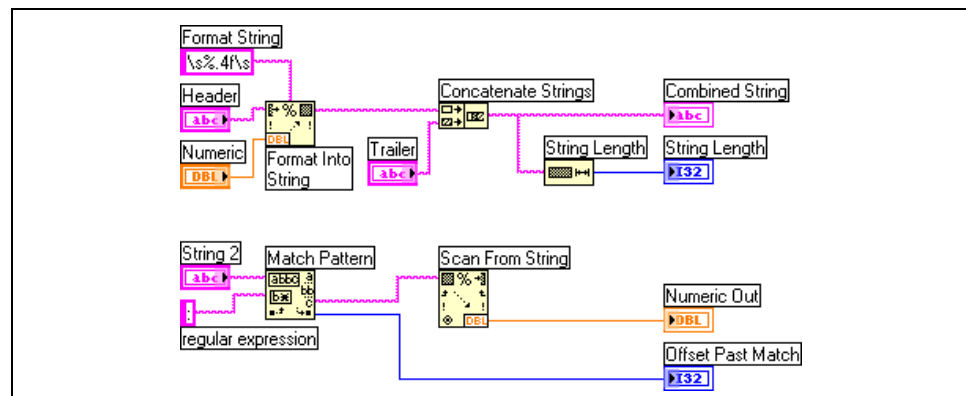 Format String
\s%.4f\s
Header
abc
Numeric
DBL
%
DBL
Format Into
String
Trailer
abc
Concatenate Strings
String Length
Combined String
abc
String Length
I32
String 2
abc
:
regular expression
Match Pattern
Scan From String
%
DBL
Numeric Out
DBL
Offset Past Match
I32